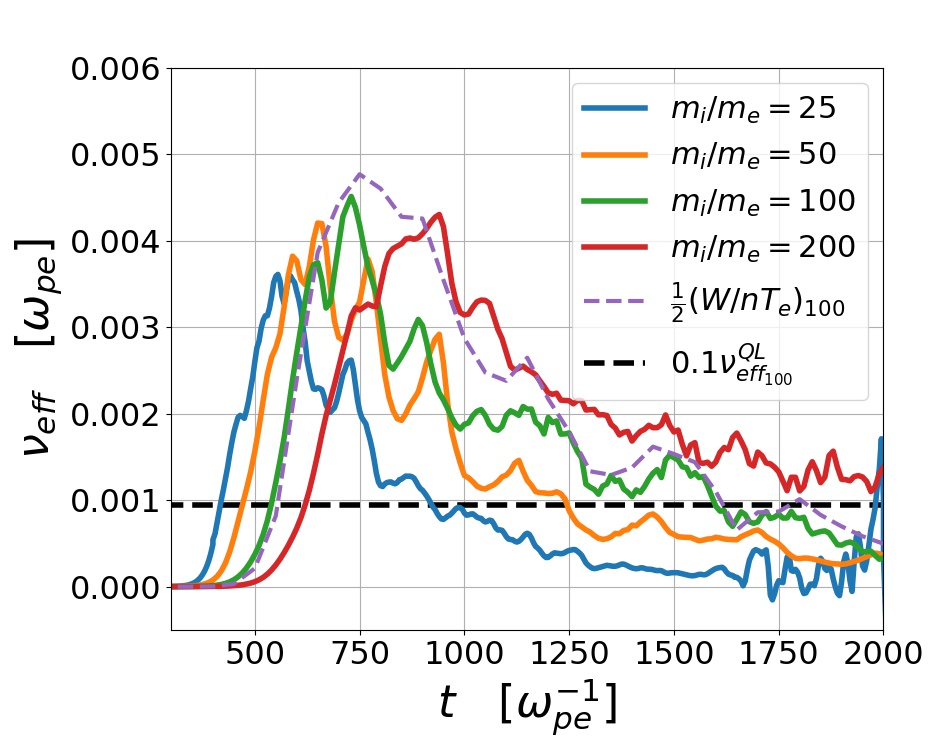 0.006
0.005
0.004
0.003
0.002
0.001
0.000
ν_eff [ω_pe]
m_i/m_e = 25
m_i/m_e = 50
m_i/m_e = 100
m_i/m_e = 200
½(W/nT_e)_100
0.1ν^QL_eff_100
500 750 1000 1250 1500 1750 2000
t [ω_pe^−1]